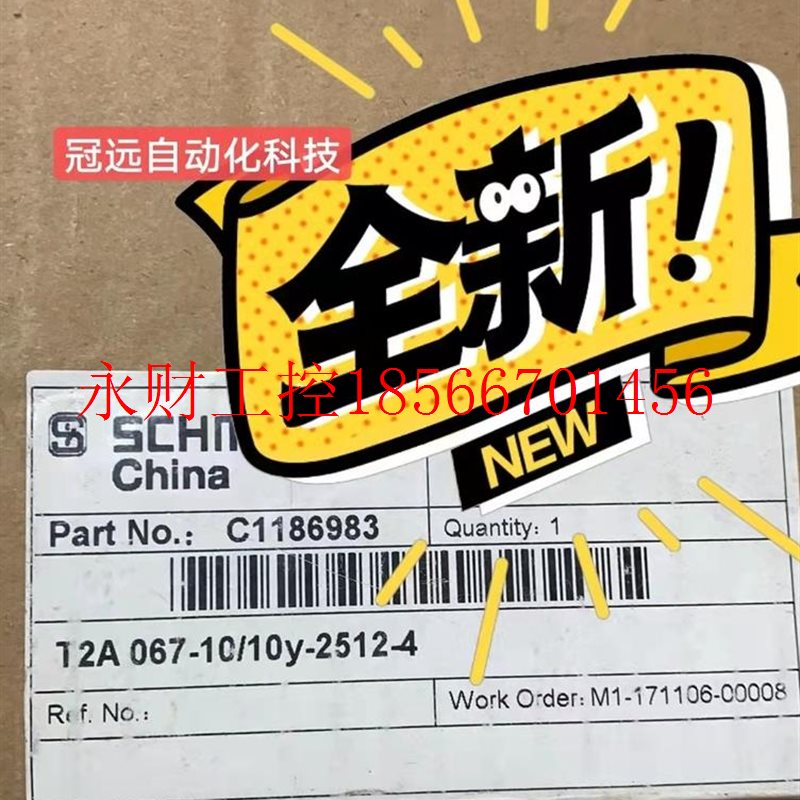 冠远自动化科技
全新!
NEW
永财工控18566701456
SCHM
China
Part No.: C1186983
Quantity: 1
T2A 067-10/10y-2512-4
Ref. No.:
Work Order: M1-171106-00008